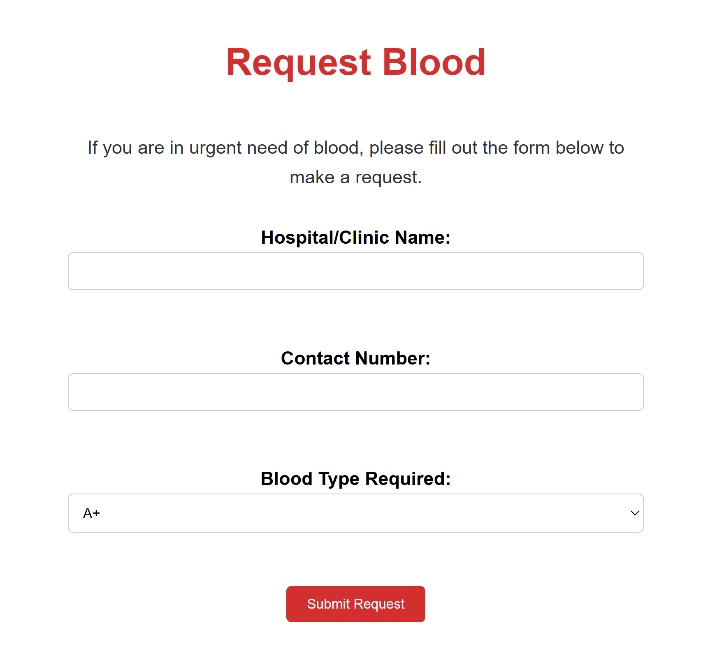 Request Blood
If you are in urgent need of blood, please fill out the form below to
make a request.
Hospital/Clinic Name:
Contact Number:
Blood Type Required:
A+
Submit Request